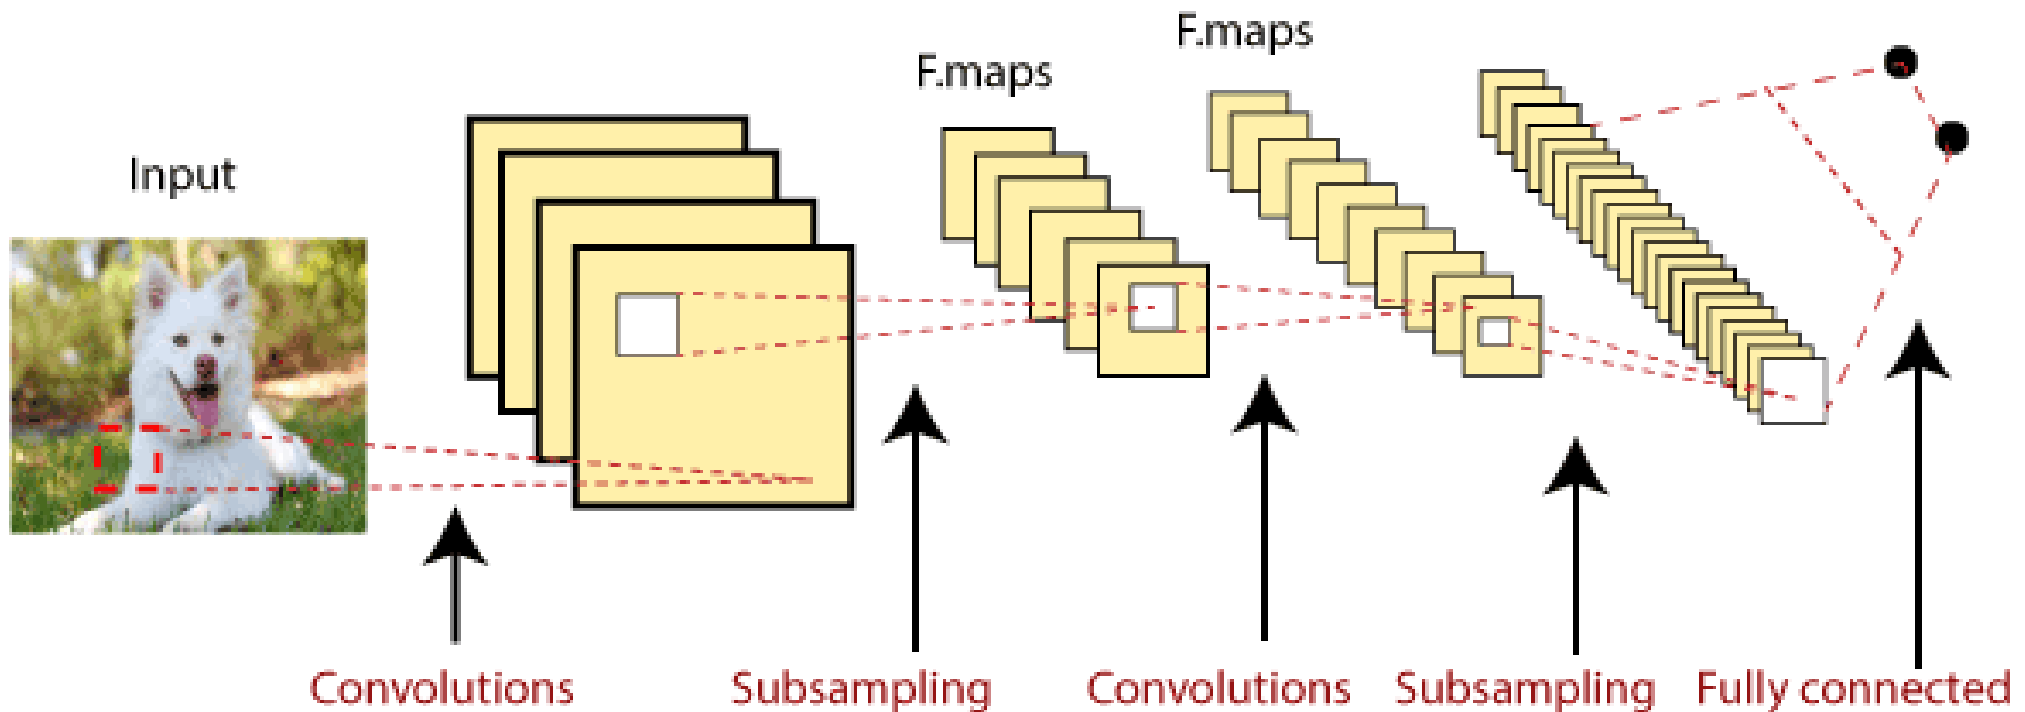 F.maps
F.maps
Input
Convolutions
Subsampling
Convolutions
Subsampling
Fully connected